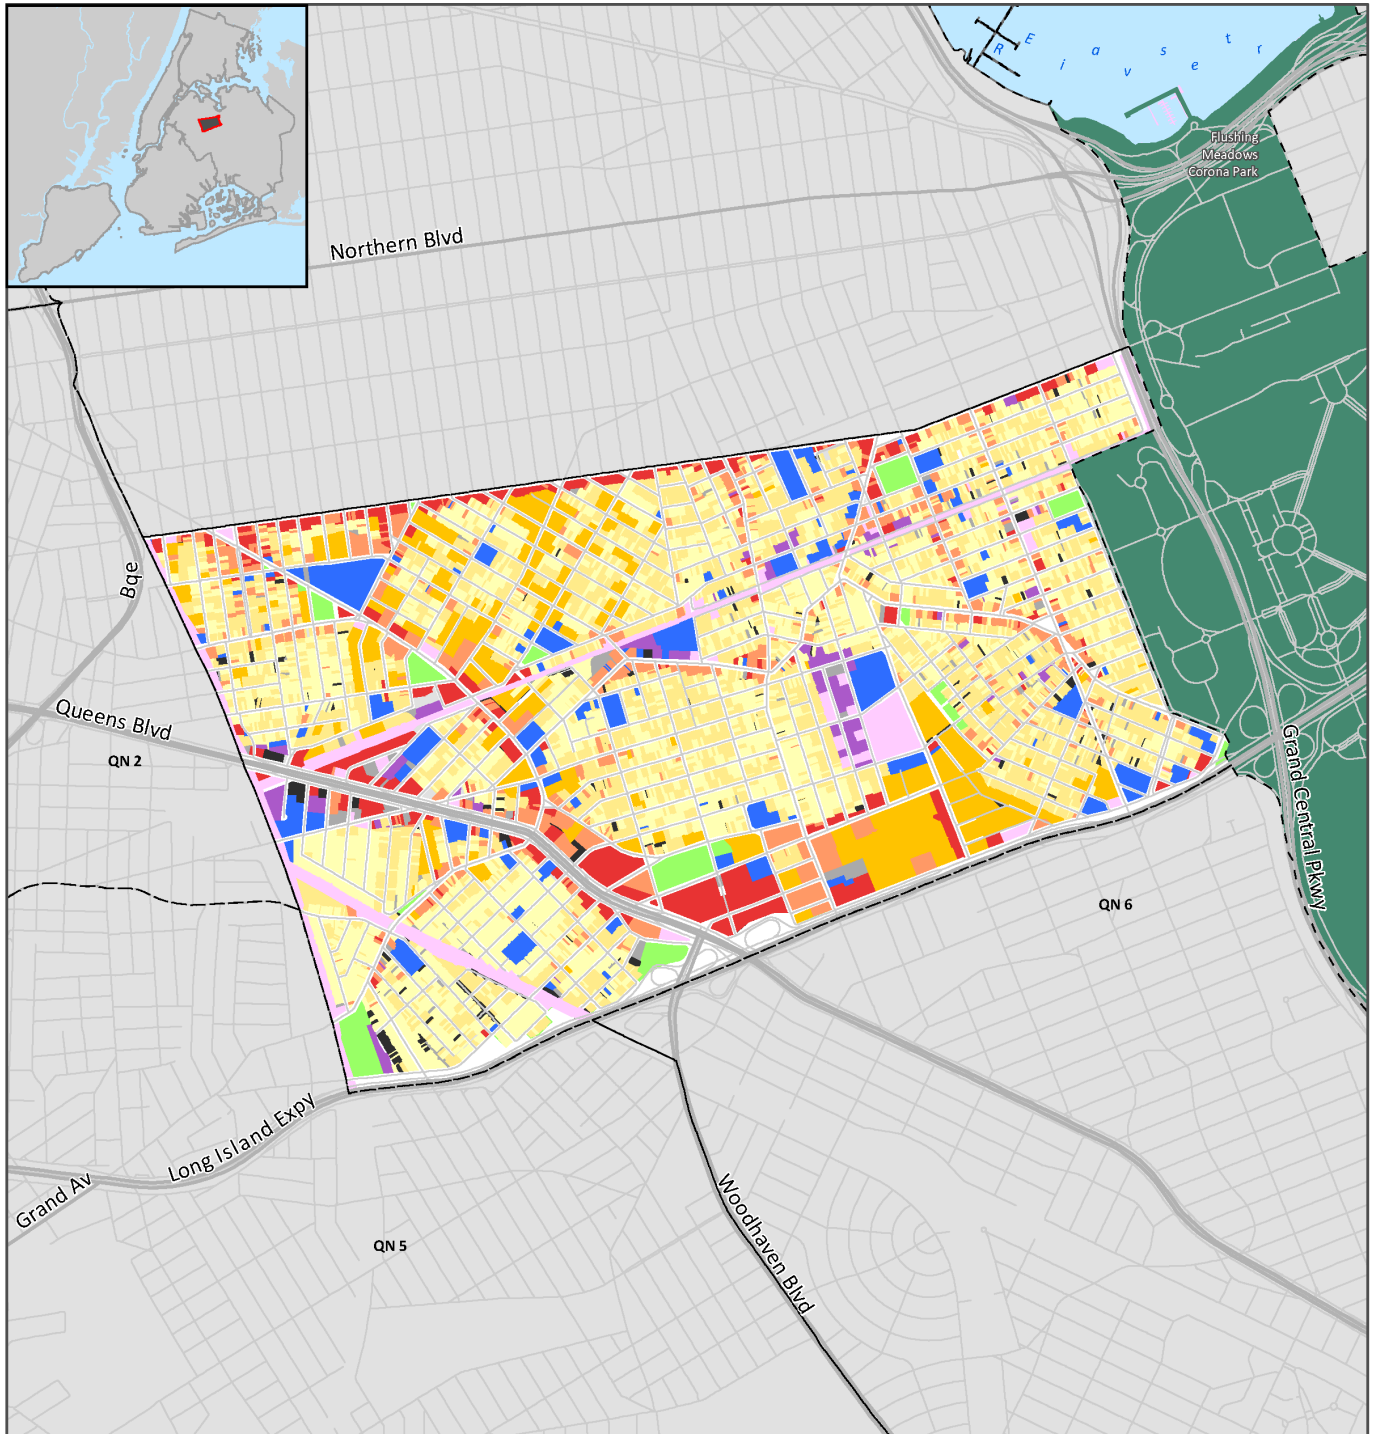 East
River
Flushing
Meadows
Corona Park
Northern Blvd
Bqe
Queens Blvd
QN 2
Grand Central Pkwy
QN 6
Long Island Expy
Grand Av
Woodhaven Blvd
QN 5